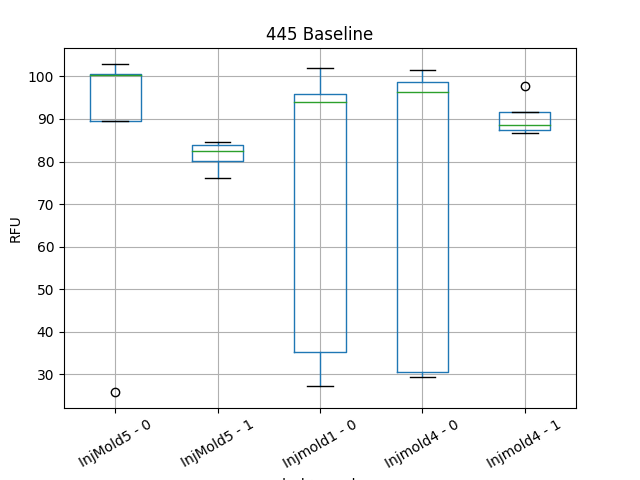 445 Baseline
RFU
100
90
80
70
60
50
40
30
InjMold5 - 0
InjMold5 - 1
Injmold1 - 0
Injmold4 - 0
Injmold4 - 1